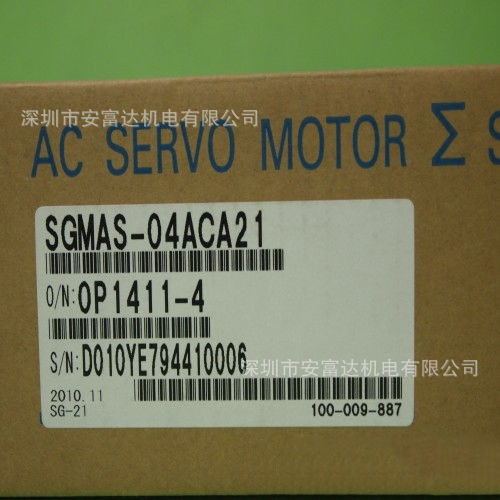 深圳市安富达机电有限公司
AC SERVO MOTOR Σ S
SGMAS-04ACA21
O/N: OP1411-4
S/N: D010YE794410006
深圳市安富达机电有限公司
2010.11
SG-21
100-009-887